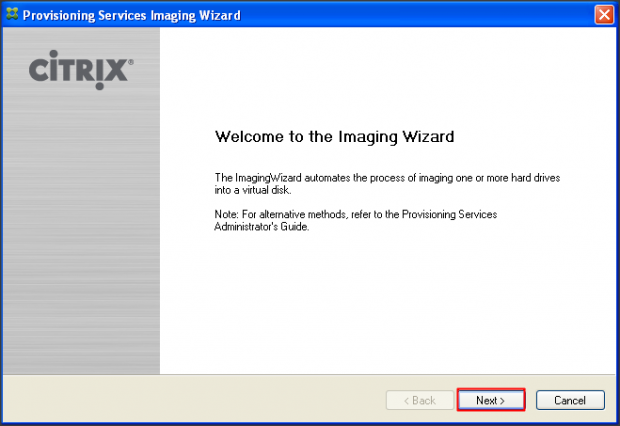 Provisioning Services Imaging Wizard
CITRIX®
Welcome to the Imaging Wizard
The ImagingWizard automates the process of imaging one or more hard drives
into a virtual disk.
Note: For alternative methods, refer to the Provisioning Services
Administrator's Guide.
< Back
Next >
Cancel